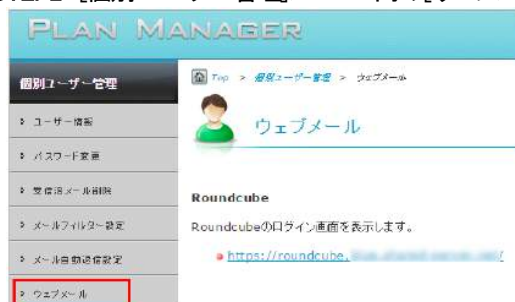 PLAN MANAGER
個別ユーザー管理
ユーザー情報
パスワード変更
受信済メール削除
メールフィルター設定
メール自動返信設定
ウェブメール
Top > 個別ユーザー管理 > ウェブメール
ウェブメール
Roundcube
Roundcubeのログイン画面を表示します。
https://roundcube.